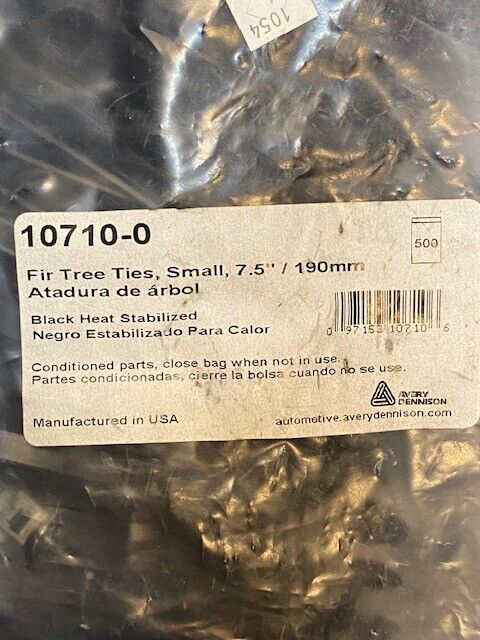 1054
10710-0
500
Fir Tree Ties, Small, 7.5" / 190mm
Atadura de árbol
Black Heat Stabilized
Negro Estabilizado Para Calor
0 97153 10710 6
Conditioned parts, close bag when not in use.
Partes condicionadas, cierre la bolsa cuando no se use.
AVERY
DENNISON
Manufactured in USA
automotive.averydennison.com